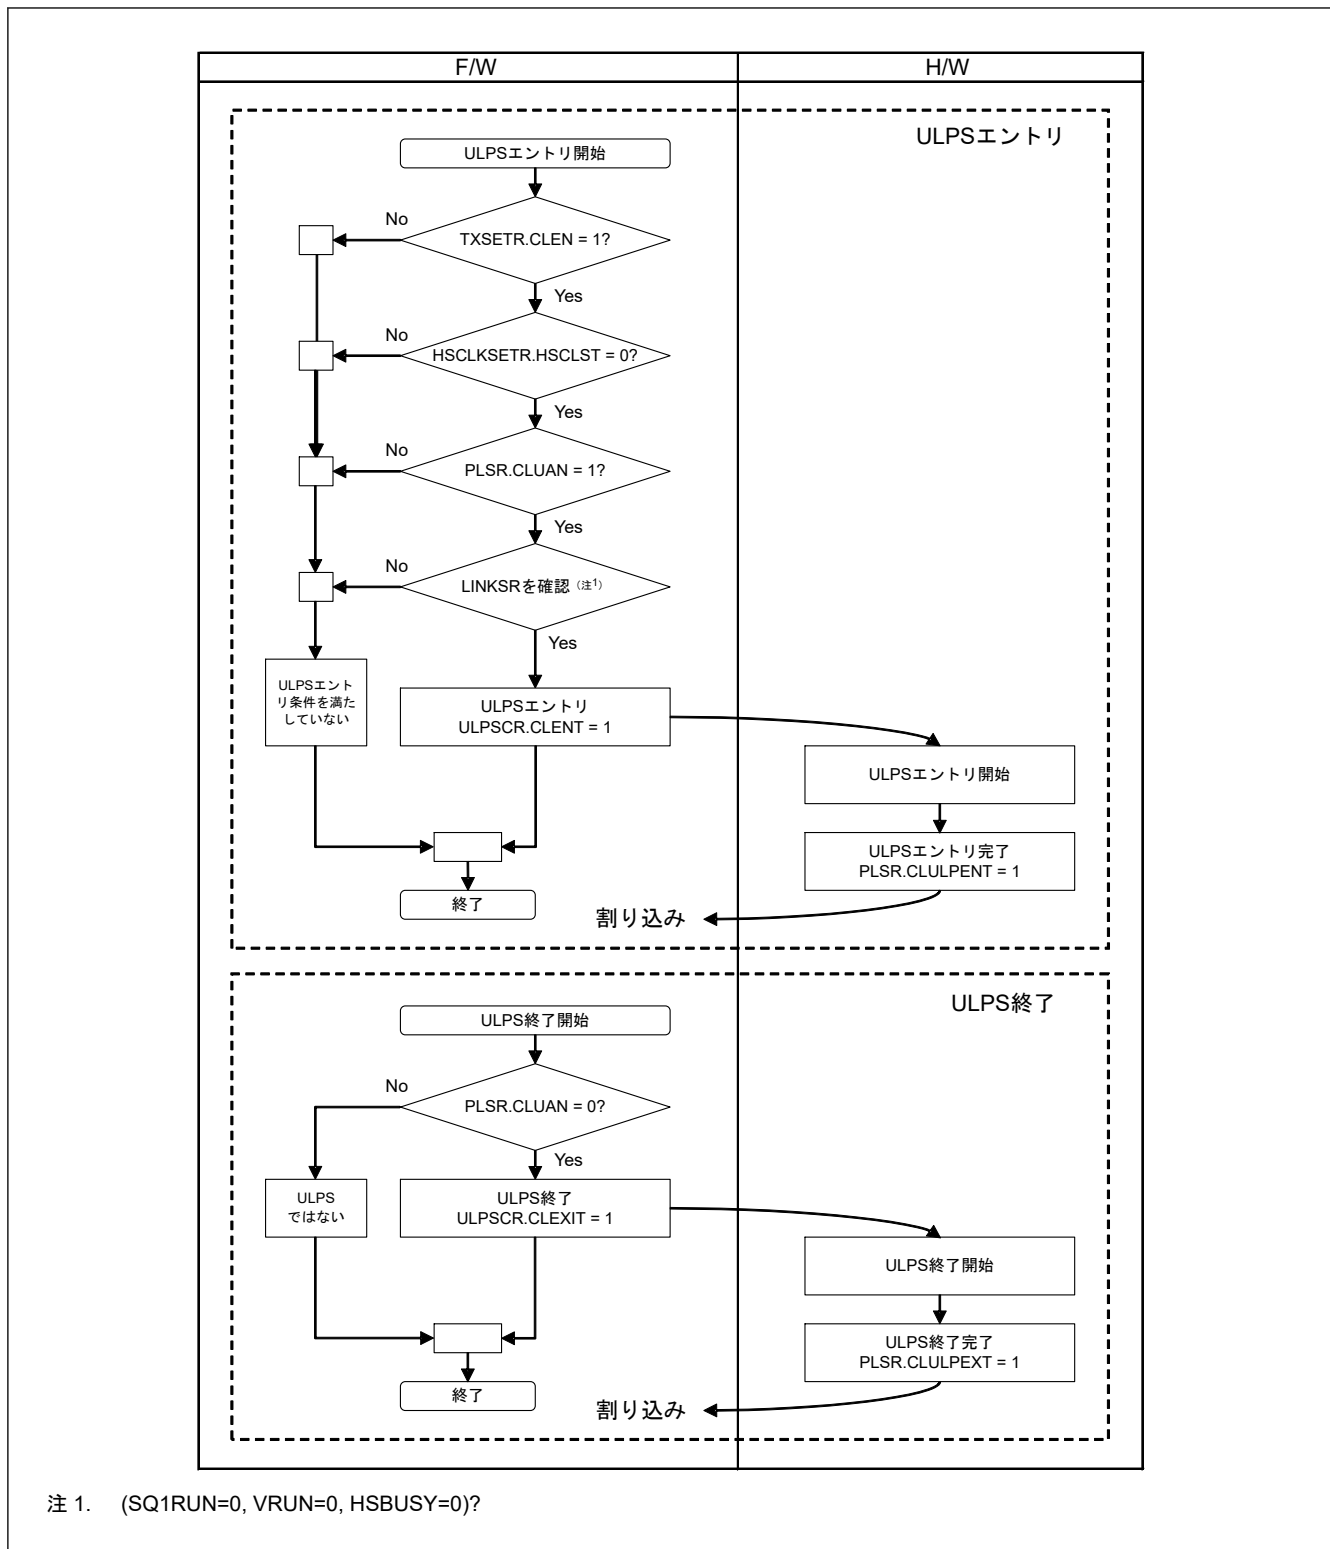 F/W
H/W
ULPSエントリ
ULPSエントリ開始
No
TXSETR.CLEN = 1?
Yes
No
HSCLKSETR.HSCLST = 0?
Yes
No
PLSR.CLUAN = 1?
Yes
No
LINKSRを確認（注1）
Yes
ULPSエント
リ条件を満た
していない
ULPSエントリ
ULPSCR.CLENT = 1
ULPSエントリ開始
ULPSエントリ完了
PLSR.CLULPENT = 1
終了
割り込み
ULPS終了
ULPS終了開始
No
PLSR.CLUAN = 0?
Yes
ULPS
ではない
ULPS終了
ULPSCR.CLEXIT = 1
ULPS終了開始
ULPS終了完了
PLSR.CLULPEXT = 1
終了
割り込み
注 1. (SQ1RUN=0, VRUN=0, HSBUSY=0)?